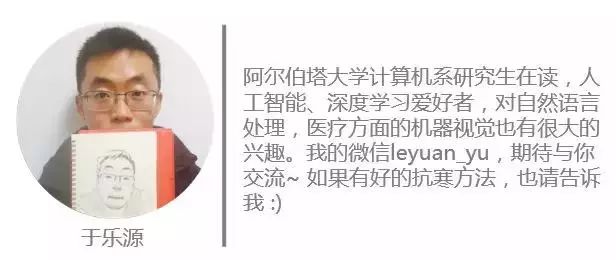 阿尔伯塔大学计算机系研究生在读，人
工智能、深度学习爱好者，对自然语言
处理，医疗方面的机器视觉也有很大的
兴趣。我的微信leyuan_yu，期待与你
交流~ 如果有好的抗寒方法，也请告诉
我 :)
于乐源